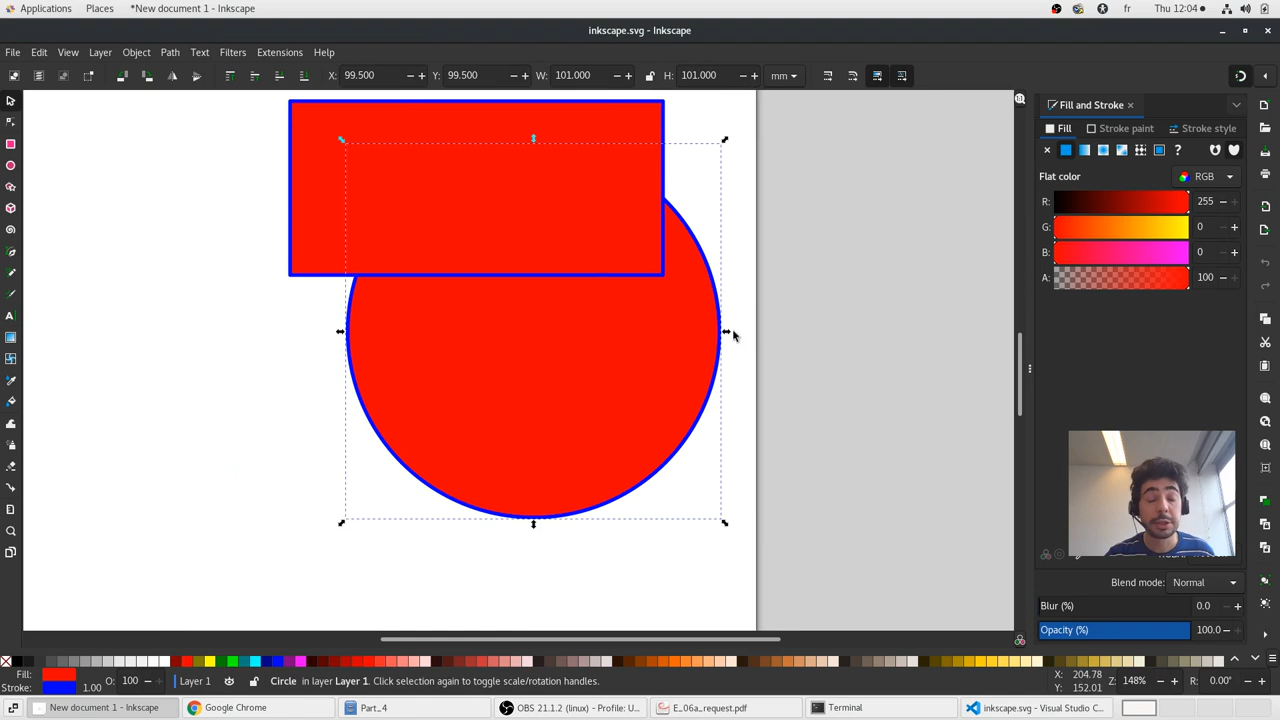 Applications Places *New document 1 - Inkscape fr Thu 12:04
inkscape.svg - Inkscape
File Edit View Layer Object Path Text Filters Extensions Help
X: 99.500 Y: 99.500 W: 101.000 H: 101.000 mm
Fill and Stroke
Fill Stroke paint Stroke style
Flat color RGB
R: 255
G: 0
B: 0
A: 100
Blend mode: Normal
Blur (%) 0.0
Opacity (%) 100.0
Fill: O: 100 Layer 1 Circle in layer Layer 1. Click selection again to toggle scale/rotation handles. X: 204.78 Z: 148% R: 0.00°
Stroke: 1.00 Y: 152.01
New document 1 - Inkscape Google Chrome Part_4 OBS 21.1.2 (linux) - Profile: U... E_06a_request.pdf Terminal inkscape.svg - Visual Studio C...